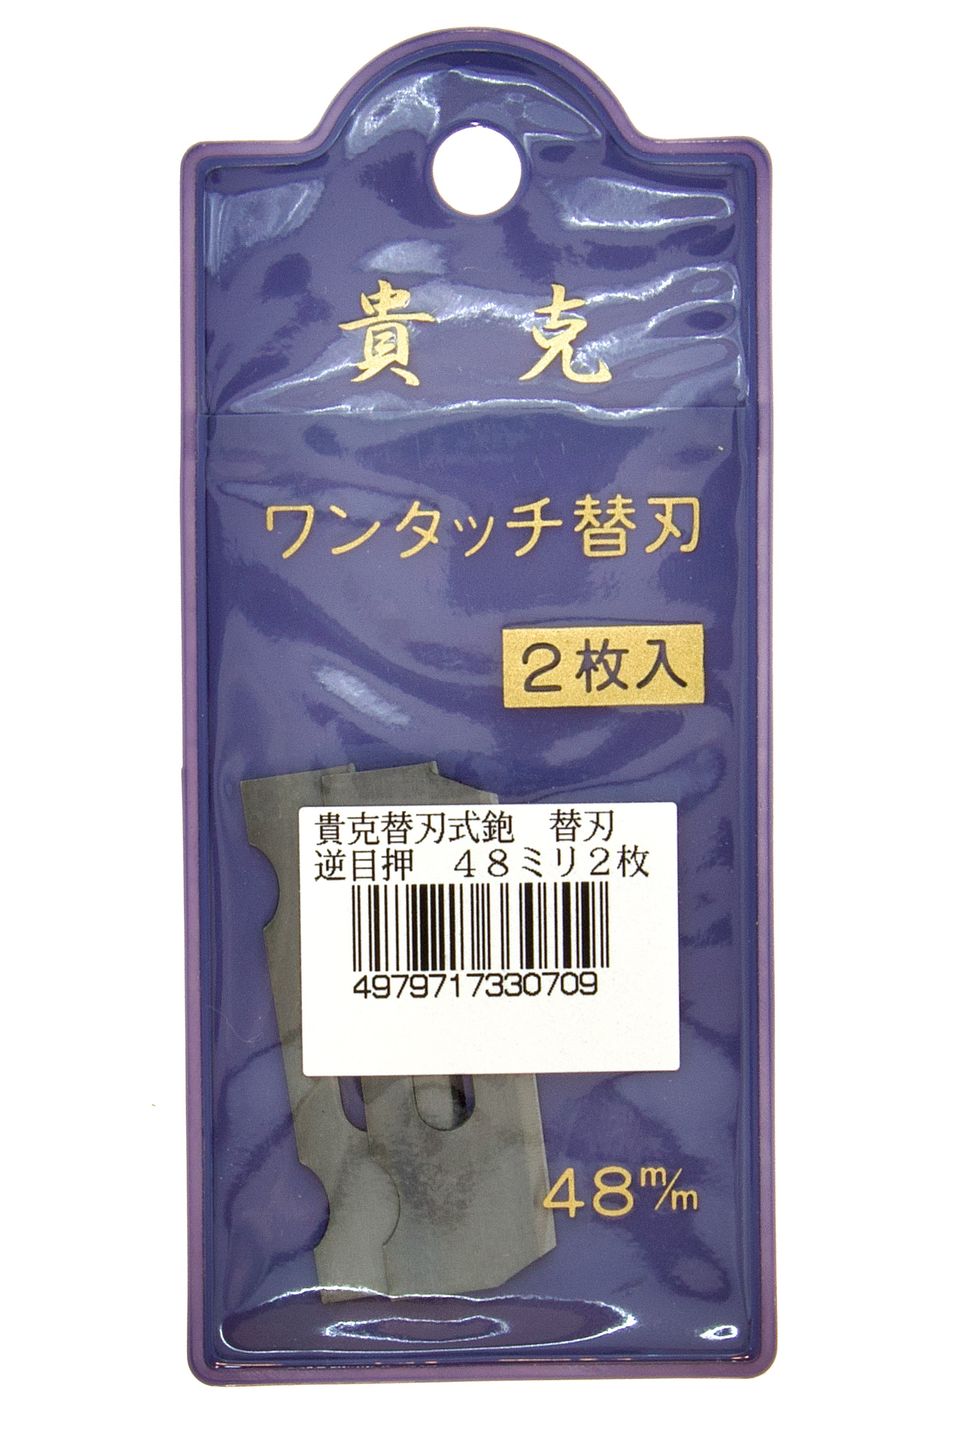 貴克
ワンタッチ替刃
2枚入
貴克替刃式鉋　替刃
逆目押　４８ミリ２枚
4979717330709
48m/m